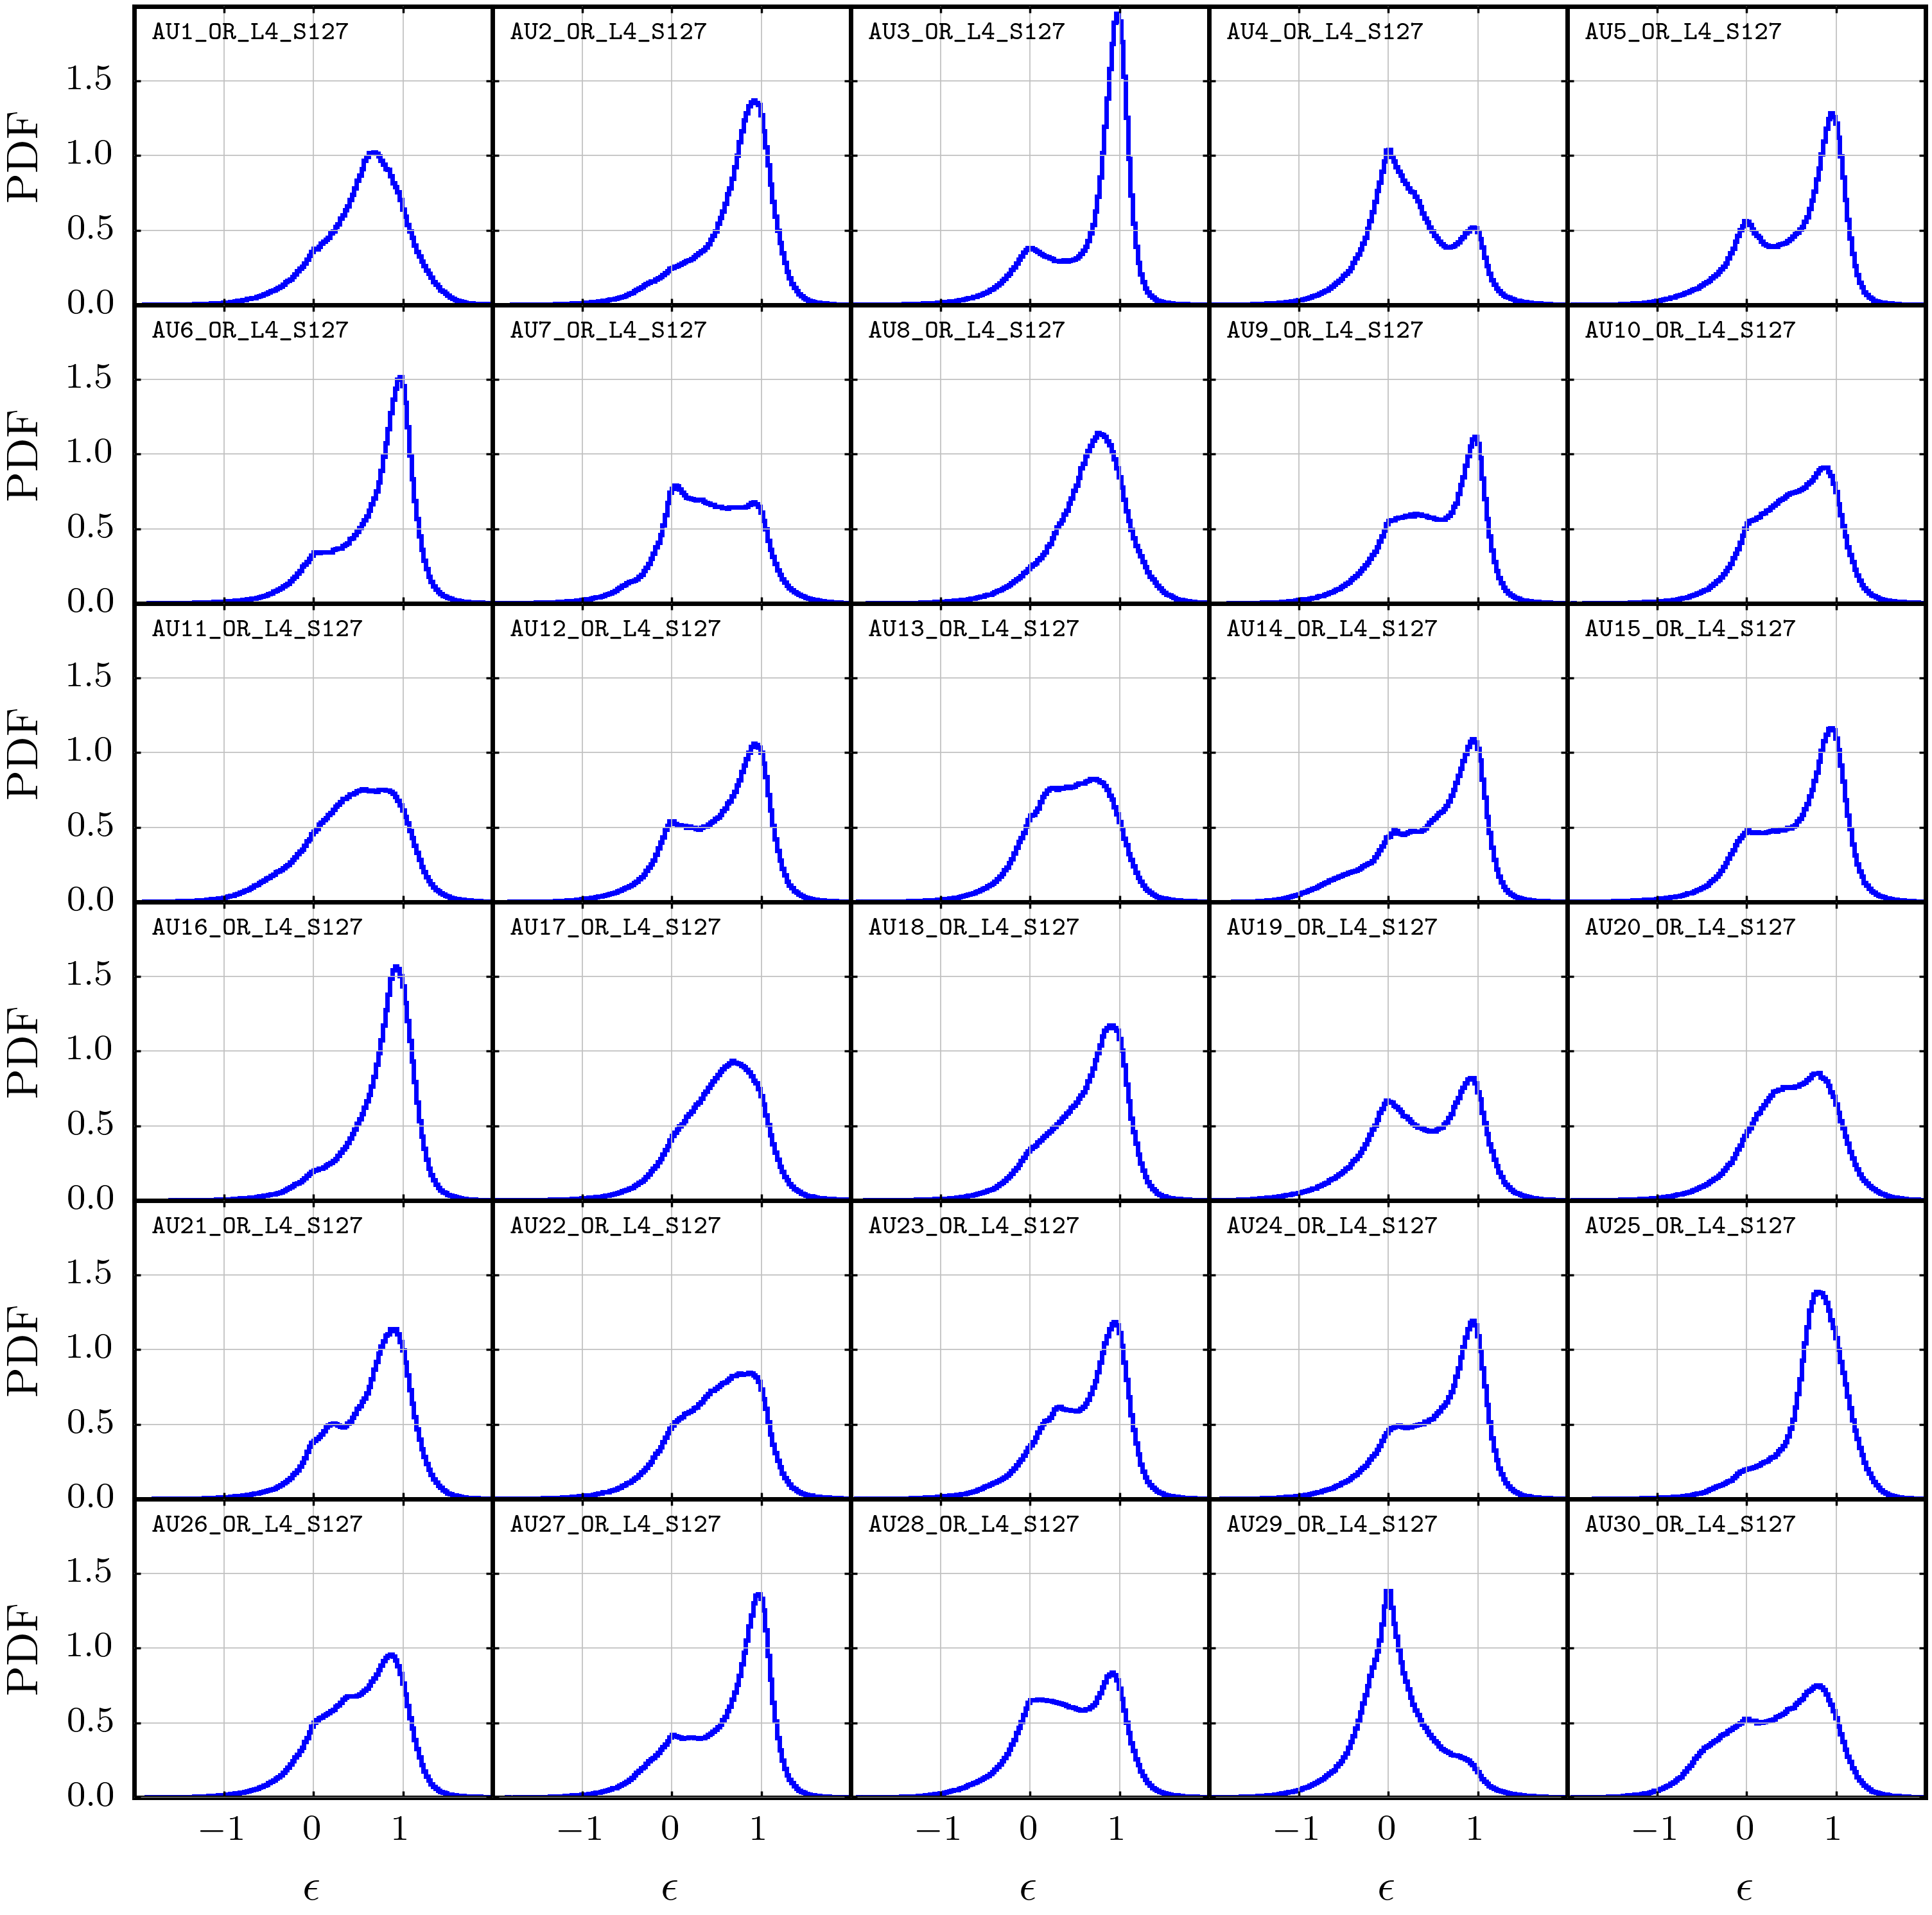 AU1_OR_L4_S127 AU2_OR_L4_S127 AU3_OR_L4_S127 AU4_OR_L4_S127 AU5_OR_L4_S127
PDF 1.5 1.0 0.5 0.0
AU6_OR_L4_S127 AU7_OR_L4_S127 AU8_OR_L4_S127 AU9_OR_L4_S127 AU10_OR_L4_S127
PDF 1.5 1.0 0.5 0.0
AU11_OR_L4_S127 AU12_OR_L4_S127 AU13_OR_L4_S127 AU14_OR_L4_S127 AU15_OR_L4_S127
PDF 1.5 1.0 0.5 0.0
AU16_OR_L4_S127 AU17_OR_L4_S127 AU18_OR_L4_S127 AU19_OR_L4_S127 AU20_OR_L4_S127
PDF 1.5 1.0 0.5 0.0
AU21_OR_L4_S127 AU22_OR_L4_S127 AU23_OR_L4_S127 AU24_OR_L4_S127 AU25_OR_L4_S127
PDF 1.5 1.0 0.5 0.0
AU26_OR_L4_S127 AU27_OR_L4_S127 AU28_OR_L4_S127 AU29_OR_L4_S127 AU30_OR_L4_S127
PDF 1.5 1.0 0.5 0.0
−1 0 1 −1 0 1 −1 0 1 −1 0 1 −1 0 1
ϵ ϵ ϵ ϵ ϵ